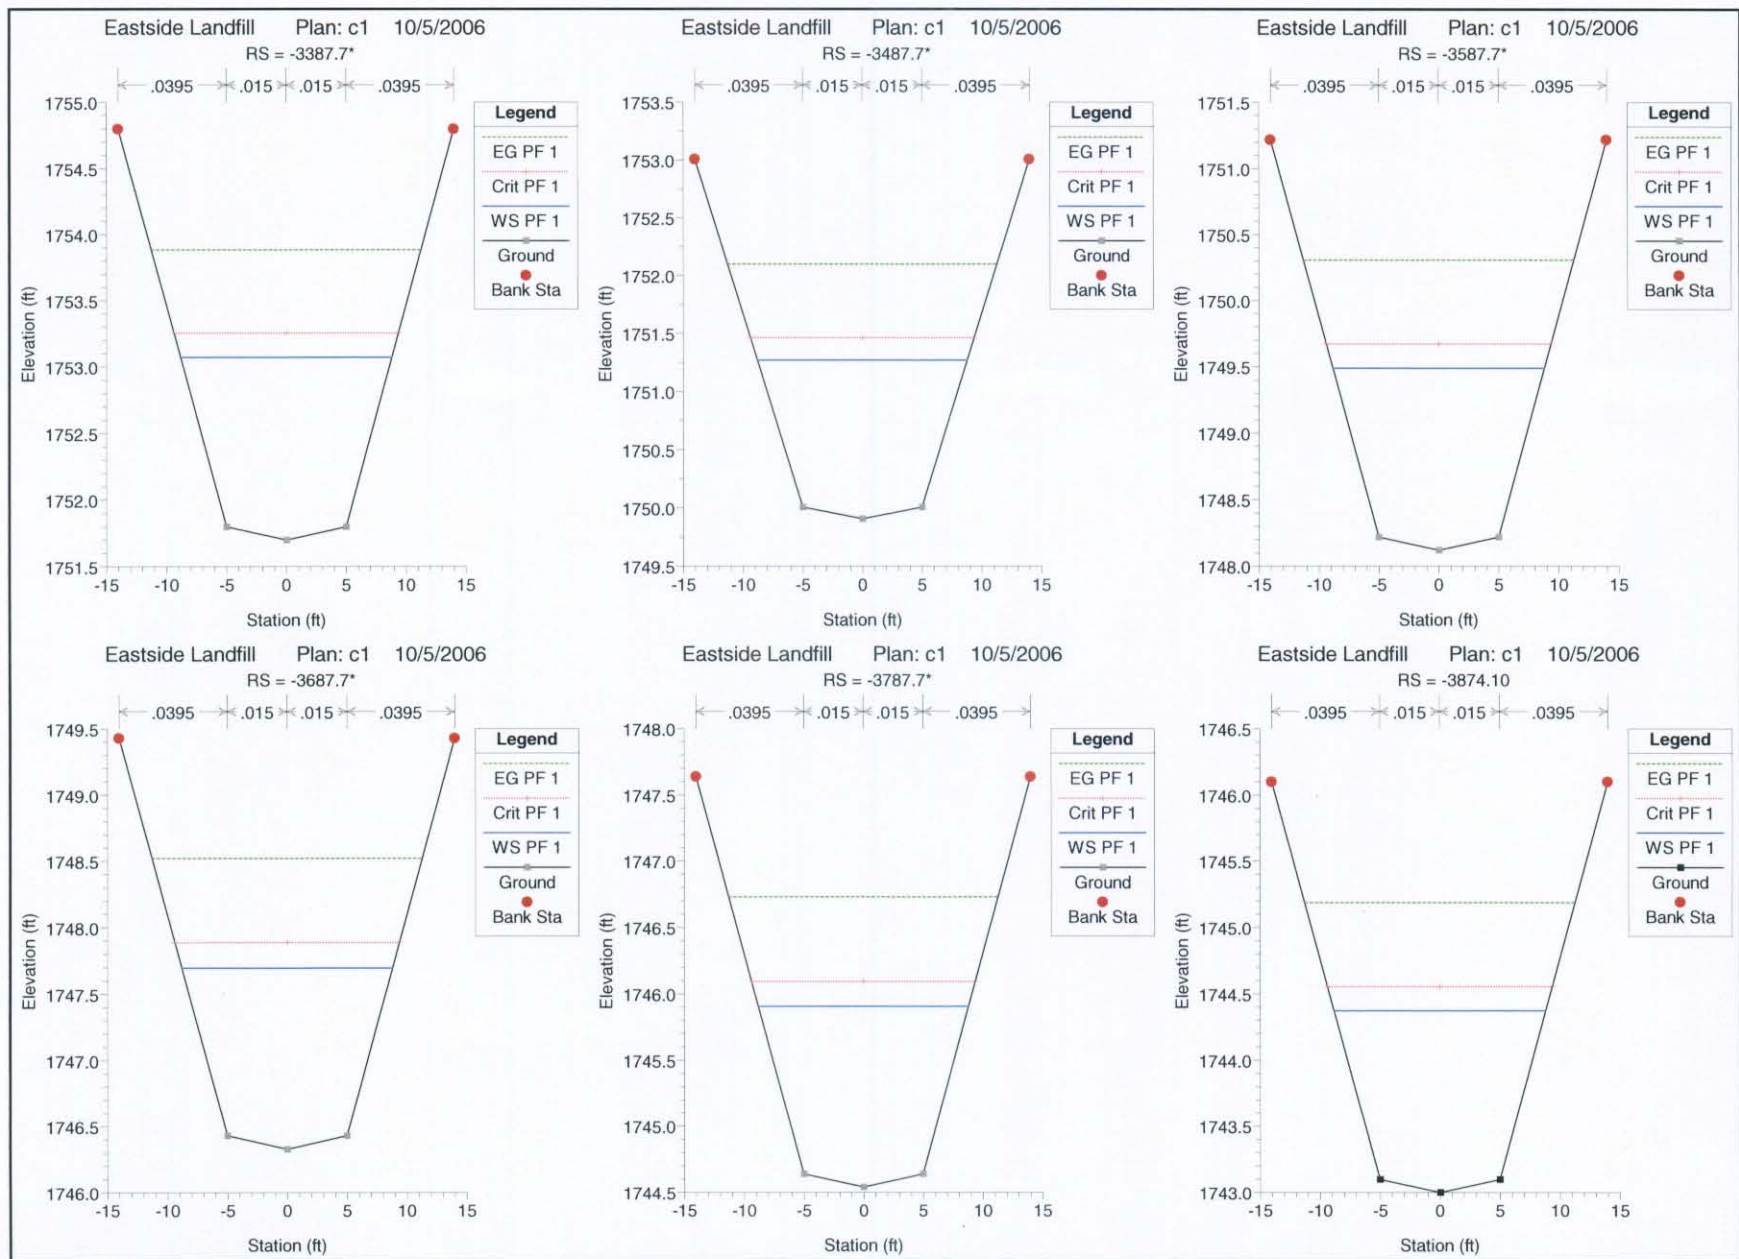 Eastside Landfill Plan: c1 10/5/2006
RS = -3387.7*
.0395 .015 .015 .0395
1755.0
1754.5
1754.0
1753.5
1753.0
1752.5
1752.0
1751.5
Elevation (ft)
-15 -10 -5 0 5 10 15
Station (ft)
Legend
EG PF 1
Crit PF 1
WS PF 1
Ground
Bank Sta
Eastside Landfill Plan: c1 10/5/2006
RS = -3487.7*
.0395 .015 .015 .0395
1753.5
1753.0
1752.5
1752.0
1751.5
1751.0
1750.5
1750.0
1749.5
Elevation (ft)
-15 -10 -5 0 5 10 15
Station (ft)
Legend
EG PF 1
Crit PF 1
WS PF 1
Ground
Bank Sta
Eastside Landfill Plan: c1 10/5/2006
RS = -3587.7*
.0395 .015 .015 .0395
1751.5
1751.0
1750.5
1750.0
1749.5
1749.0
1748.5
1748.0
Elevation (ft)
-15 -10 -5 0 5 10 15
Station (ft)
Legend
EG PF 1
Crit PF 1
WS PF 1
Ground
Bank Sta
Eastside Landfill Plan: c1 10/5/2006
RS = -3687.7*
.0395 .015 .015 .0395
1749.5
1749.0
1748.5
1748.0
1747.5
1747.0
1746.5
1746.0
Elevation (ft)
-15 -10 -5 0 5 10 15
Station (ft)
Legend
EG PF 1
Crit PF 1
WS PF 1
Ground
Bank Sta
Eastside Landfill Plan: c1 10/5/2006
RS = -3787.7*
.0395 .015 .015 .0395
1748.0
1747.5
1747.0
1746.5
1746.0
1745.5
1745.0
1744.5
Elevation (ft)
-15 -10 -5 0 5 10 15
Station (ft)
Legend
EG PF 1
Crit PF 1
WS PF 1
Ground
Bank Sta
Eastside Landfill Plan: c1 10/5/2006
RS = -3874.10
.0395 .015 .015 .0395
1746.5
1746.0
1745.5
1745.0
1744.5
1744.0
1743.5
1743.0
Elevation (ft)
-15 -10 -5 0 5 10 15
Station (ft)
Legend
EG PF 1
Crit PF 1
WS PF 1
Ground
Bank Sta